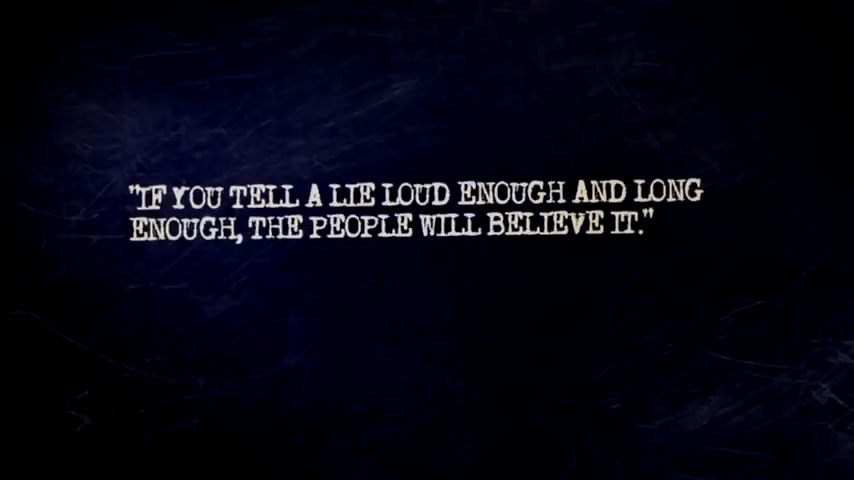 "IF YOU TELL A LIE LOUD ENOUGH AND LONG
ENOUGH, THE PEOPLE WILL BELIEVE IT."